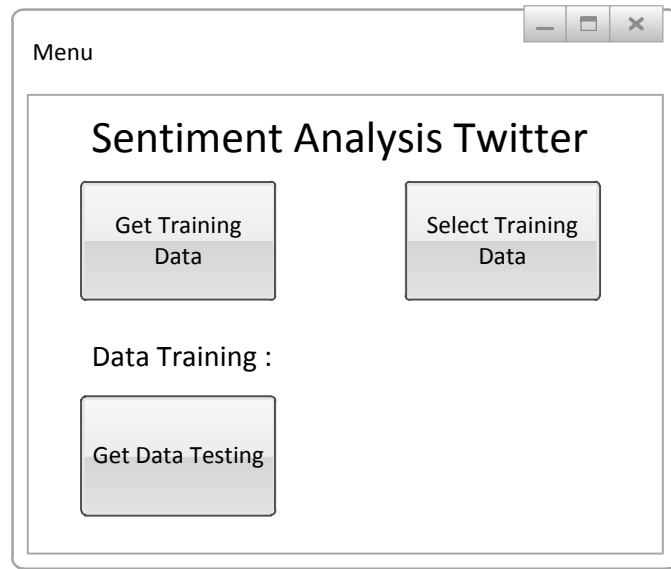 Menu
Sentiment Analysis Twitter
Get Training
Data
Select Training
Data
Data Training :
Get Data Testing